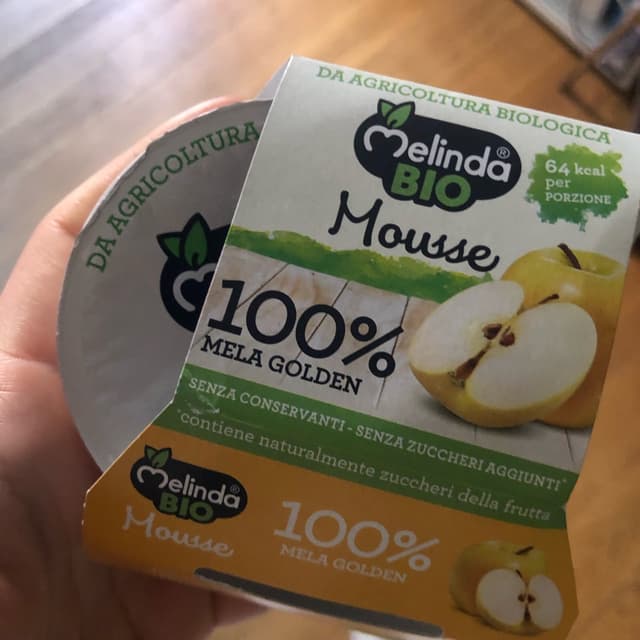 DA AGRICOLTURA BIOLOGICA
Melinda®
BIO
64 kcal
per
PORZIONE
Mousse
100%
MELA GOLDEN
SENZA CONSERVANTI - SENZA ZUCCHERI AGGIUNTI*
*contiene naturalmente zuccheri della frutta
Melinda®
BIO
Mousse
100%
MELA GOLDEN
DA AGRICOLTURA